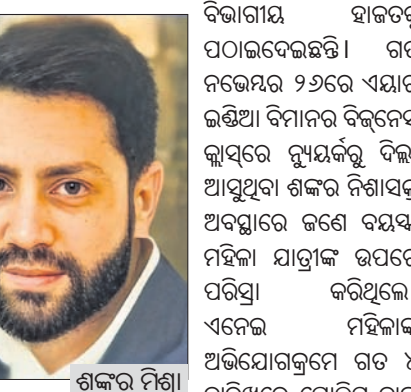 ବିଭାଗୀୟ ହାଜତକୁ
ପଠାଇଦେଇଛନ୍ତି। ଗତ
ନଭେମ୍ବର ୨୬ରେ ଏୟାର
ଇଣ୍ଡିଆ ବିମାନର ବିଜ୍‌ନେସ
କ୍ଲାସ୍‌ରେ ନ୍ୟୁୟର୍କରୁ ଦିଲ୍ଲୀ
ଆସୁଥିବା ଶଙ୍କର ନିଶାସକ୍ତ
ଅବସ୍ଥାରେ ଜଣେ ବୟସ୍କ
ମହିଳା ଯାତ୍ରୀଙ୍କ ଉପରେ
ପରିସ୍ରା କରିଥିଲେ
ଏନେଇ ମହିଳାଙ୍କ
ଅଭିଯୋଗକ୍ରମେ ଗତ ୪
ଶଙ୍କର ମିଶ୍ରା